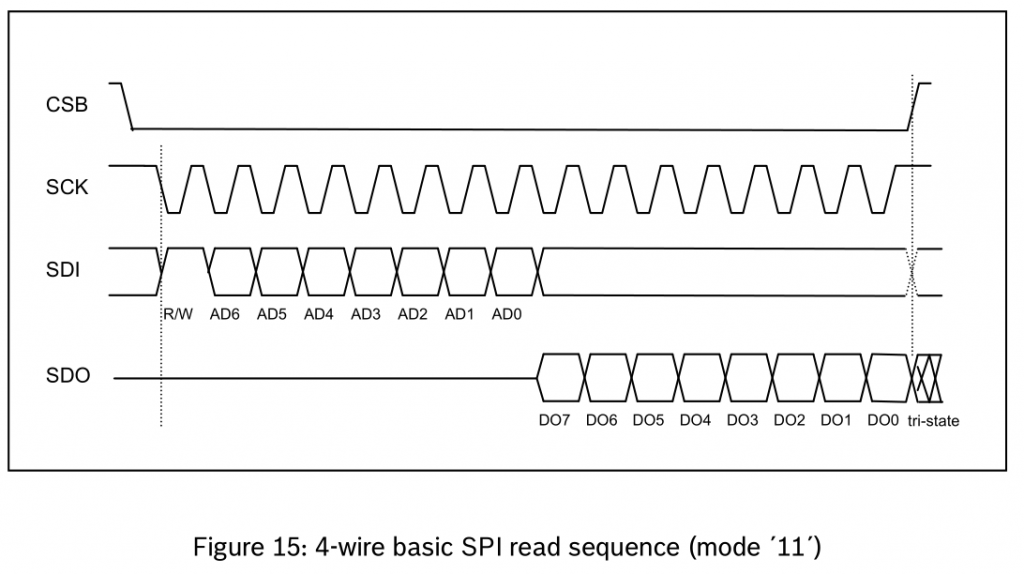 CSB
SCK
SDI
R/W AD6 AD5 AD4 AD3 AD2 AD1 AD0
SDO
DO7 DO6 DO5 DO4 DO3 DO2 DO1 DO0 tri-state
Figure 15: 4-wire basic SPI read sequence (mode ´11´)